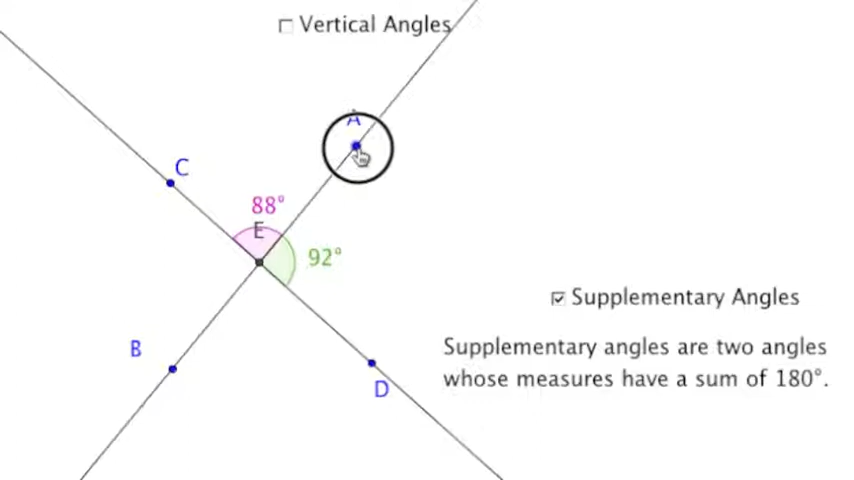 Vertical Angles
A
C
88°
E
92°
Supplementary Angles
B
Supplementary angles are two angles
whose measures have a sum of 180°.
D